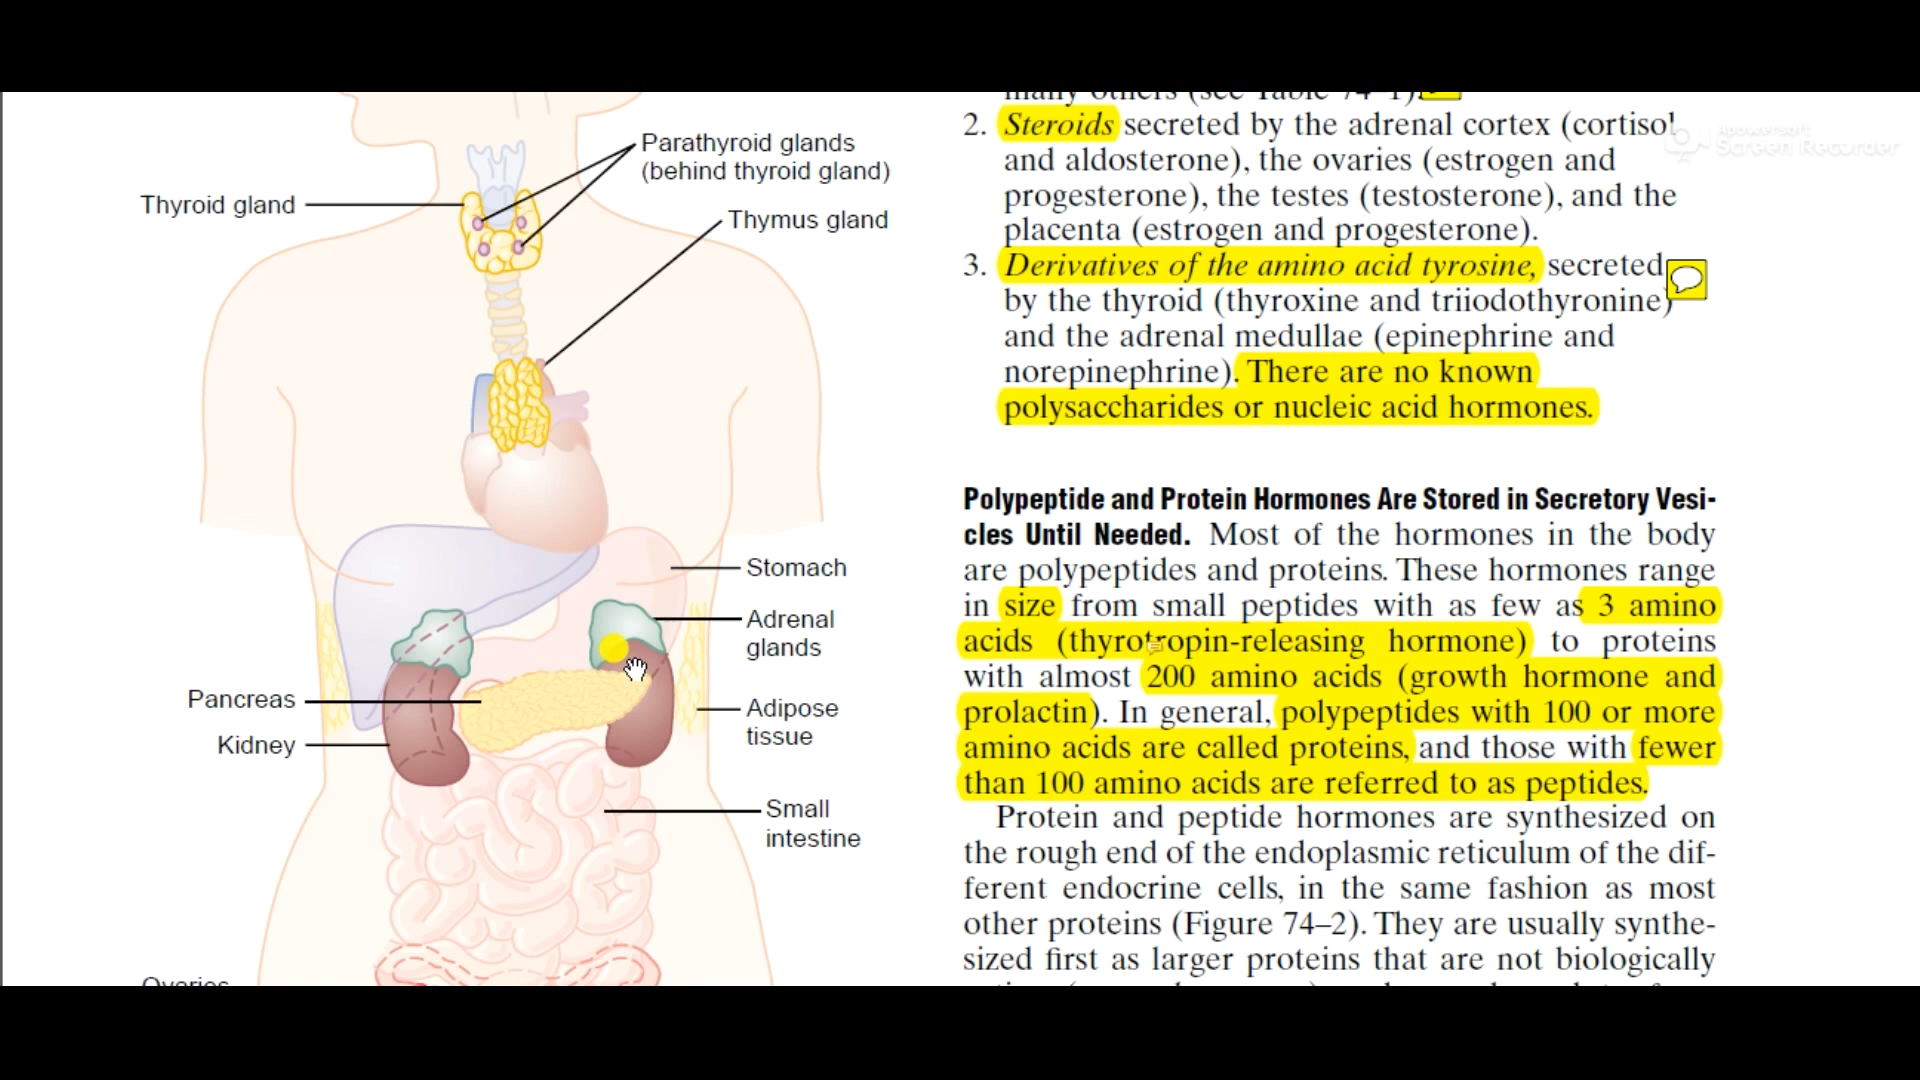 Parathyroid glands
(behind thyroid gland)
Thyroid gland
Thymus gland
Stomach
Adrenal
glands
Pancreas
Adipose
tissue
Kidney
Small
intestine
Ovaries
many others (see Table 74–1).
2. Steroids secreted by the adrenal cortex (cortisol
and aldosterone), the ovaries (estrogen and
progesterone), the testes (testosterone), and the
placenta (estrogen and progesterone).
3. Derivatives of the amino acid tyrosine, secreted
by the thyroid (thyroxine and triiodothyronine)
and the adrenal medullae (epinephrine and
norepinephrine). There are no known
polysaccharides or nucleic acid hormones.
Polypeptide and Protein Hormones Are Stored in Secretory Vesi-
cles Until Needed. Most of the hormones in the body
are polypeptides and proteins. These hormones range
in size from small peptides with as few as 3 amino
acids (thyrotropin-releasing hormone) to proteins
with almost 200 amino acids (growth hormone and
prolactin). In general, polypeptides with 100 or more
amino acids are called proteins, and those with fewer
than 100 amino acids are referred to as peptides.
Protein and peptide hormones are synthesized on
the rough end of the endoplasmic reticulum of the dif-
ferent endocrine cells, in the same fashion as most
other proteins (Figure 74–2). They are usually synthe-
sized first as larger proteins that are not biologically
Apowersoft
Screen Recorder